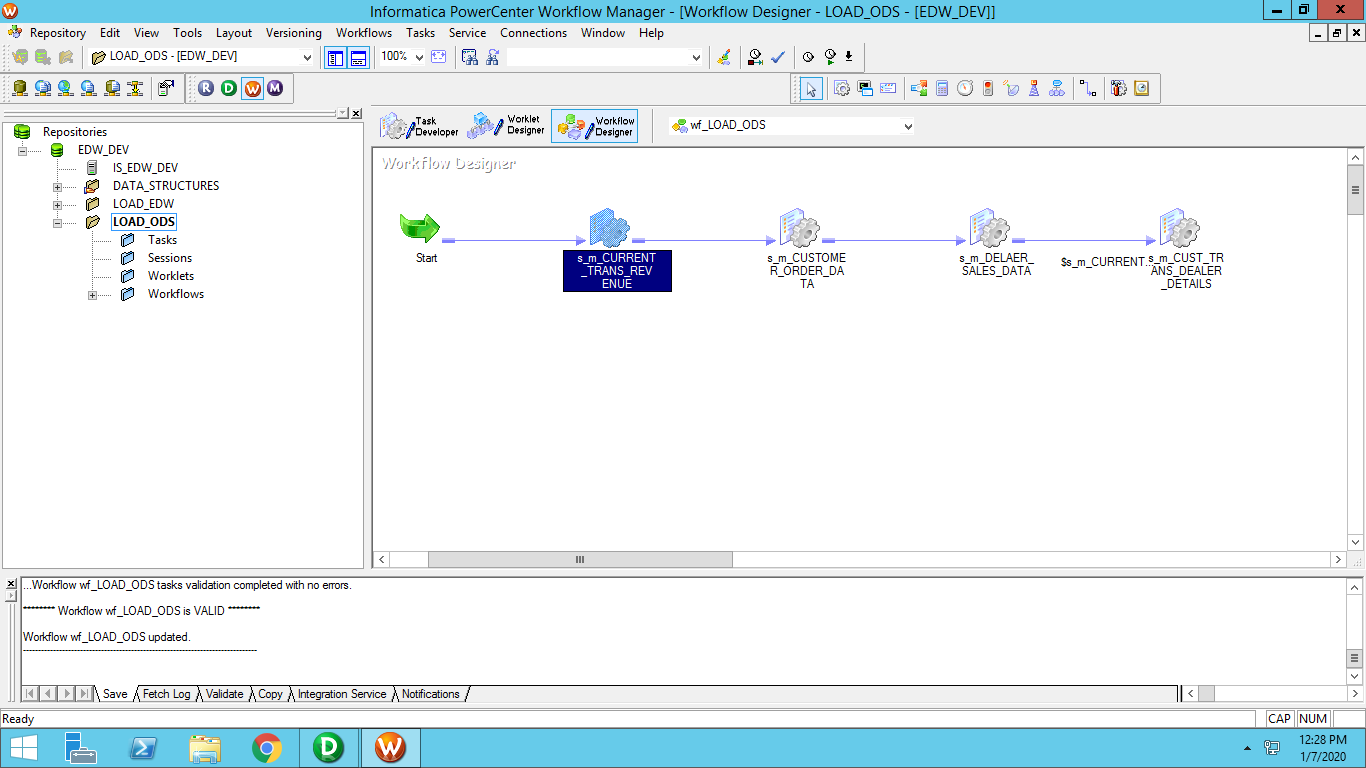 Informatica PowerCenter Workflow Manager - [Workflow Designer - LOAD_ODS - [EDW_DEV]]
Repository Edit View Tools Layout Versioning Workflows Tasks Service Connections Window Help
LOAD_ODS - [EDW_DEV] 100%
R D W M
Task Developer Worklet Designer Workflow Designer wf_LOAD_ODS
Repositories
EDW_DEV
IS_EDW_DEV
DATA_STRUCTURES
LOAD_EDW
LOAD_ODS
Tasks
Sessions
Worklets
Workflows
Workflow Designer
Start
s_m_CURRENT
_TRANS_REV
ENUE
s_m_CUSTOME
R_ORDER_DA
TA
s_m_DELAER_
SALES_DATA
$s_m_CURRENT...
s_m_CUST_TR
ANS_DEALER
_DETAILS
...Workflow wf_LOAD_ODS tasks validation completed with no errors.
******** Workflow wf_LOAD_ODS is VALID ********
Workflow wf_LOAD_ODS updated.
Save Fetch Log Validate Copy Integration Service Notifications
Ready CAP NUM
D W
12:28 PM
1/7/2020